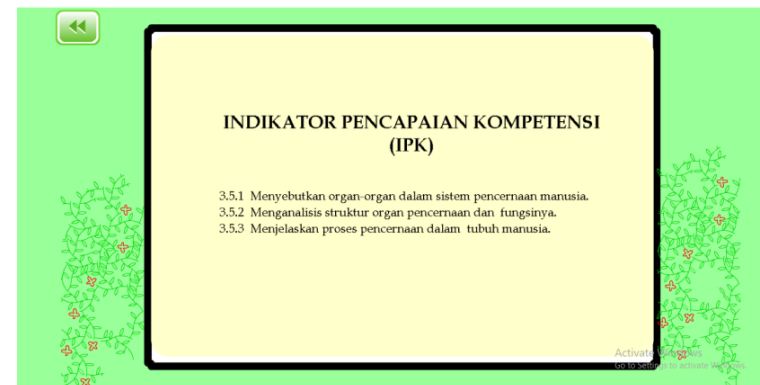 INDIKATOR PENCAPAIAN KOMPETENSI
(IPK)
3.5.1 Menyebutkan organ-organ dalam sistem pencernaan manusia.
3.5.2 Menganalisis struktur organ pencernaan dan fungsinya.
3.5.3 Menjelaskan proses pencernaan dalam tubuh manusia.
Activate Windows
Go to Settings to activate Windows.